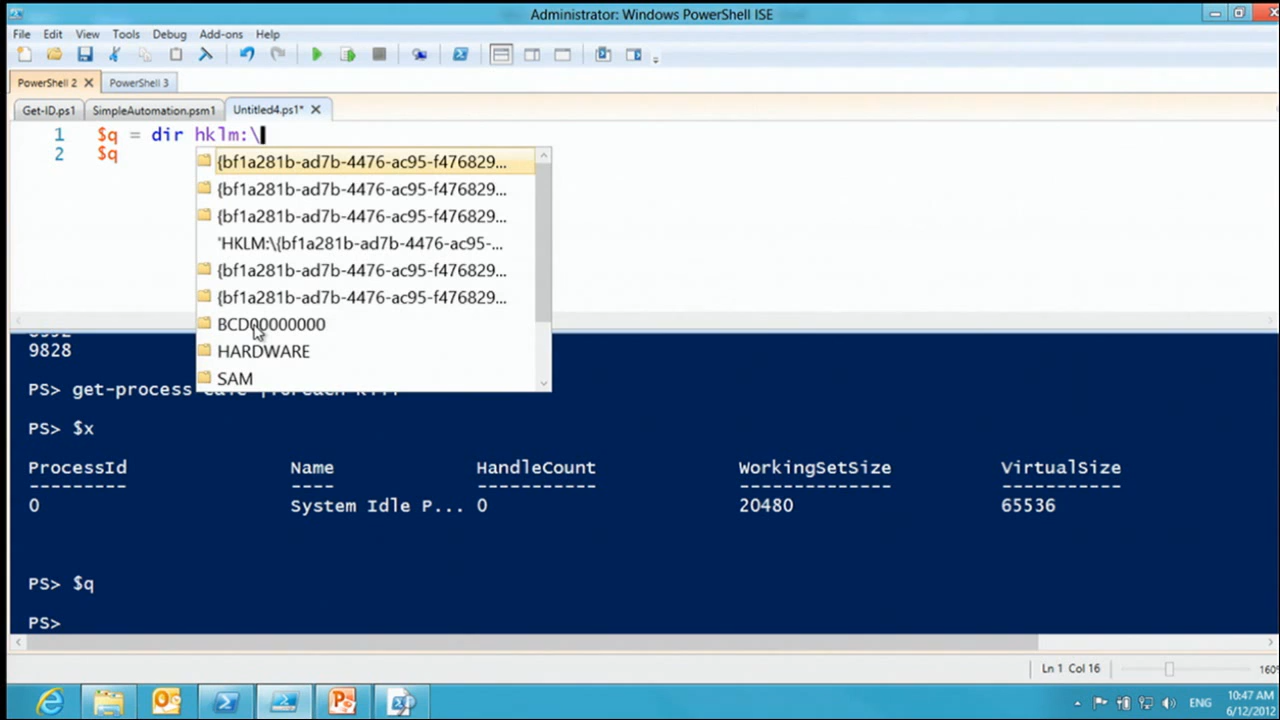 Administrator: Windows PowerShell ISE
File Edit View Tools Debug Add-ons Help
PowerShell 2 PowerShell 3
Get-ID.ps1 SimpleAutomation.psm1 Untitled4.ps1*
1 $q = dir hklm:\
2 $q
{bf1a281b-ad7b-4476-ac95-f476829...
{bf1a281b-ad7b-4476-ac95-f476829...
{bf1a281b-ad7b-4476-ac95-f476829...
'HKLM:\{bf1a281b-ad7b-4476-ac95-...
{bf1a281b-ad7b-4476-ac95-f476829...
{bf1a281b-ad7b-4476-ac95-f476829...
BCD00000000
HARDWARE
SAM
9828
PS> get-process
PS> $x
ProcessId Name HandleCount WorkingSetSize VirtualSize
--------- ---- ----------- -------------- -----------
0 System Idle P... 0 20480 65536
PS> $q
PS>
Ln 1 Col 16 160%
ENG 10:47 AM
6/12/2012